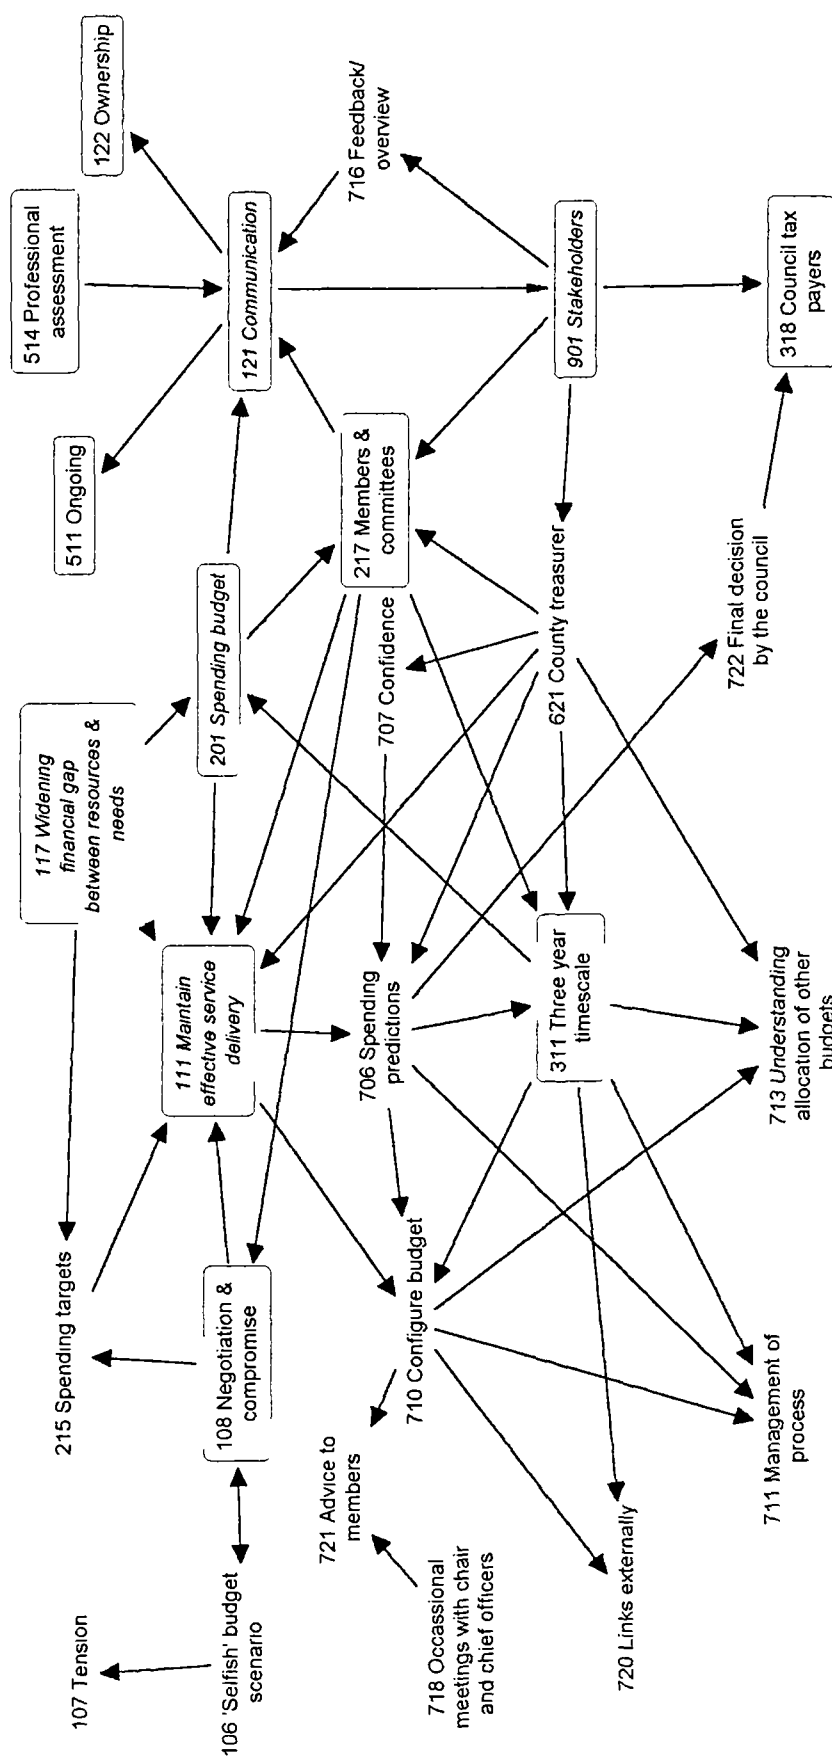 107 Tension
106 'Selfish' budget
scenario
215 Spending targets
108 Negotiation &
compromise
117 Widening
financial gap
between resources &
needs
111 Maintain
effective service
delivery
201 Spending budget
511 Ongoing
514 Professional
assessment
122 Ownership
121 Communication
716 Feedback/
overview
217 Members &
committees
707 Confidence
706 Spending
predictions
710 Configure budget
721 Advice to
members
718 Occassional
meetings with chair
and chief officers
720 Links externally
711 Management of
process
311 Three year
timescale
713 Understanding
allocation of other
budgets
621 County treasurer
722 Final decision
by the council
901 Stakeholders
318 Council tax
payers